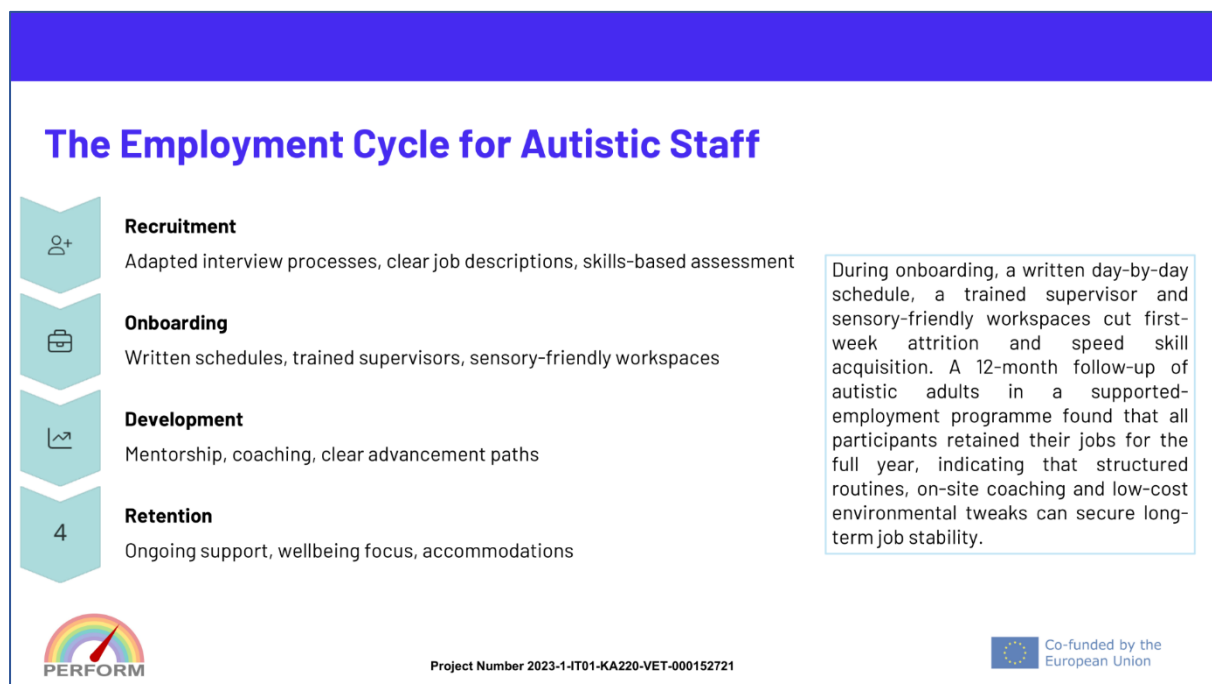 The Employment Cycle for Autistic Staff
Recruitment
Adapted interview processes, clear job descriptions, skills-based assessment
Onboarding
Written schedules, trained supervisors, sensory-friendly workspaces
Development
Mentorship, coaching, clear advancement paths
4
Retention
Ongoing support, wellbeing focus, accommodations
During onboarding, a written day-by-day
schedule, a trained supervisor and
sensory-friendly workspaces cut first-
week attrition and speed skill
acquisition. A 12-month follow-up of
autistic adults in a supported-
employment programme found that all
participants retained their jobs for the
full year, indicating that structured
routines, on-site coaching and low-cost
environmental tweaks can secure long-
term job stability.
PERFORM
Project Number 2023-1-IT01-KA220-VET-000152721
Co-funded by the
European Union